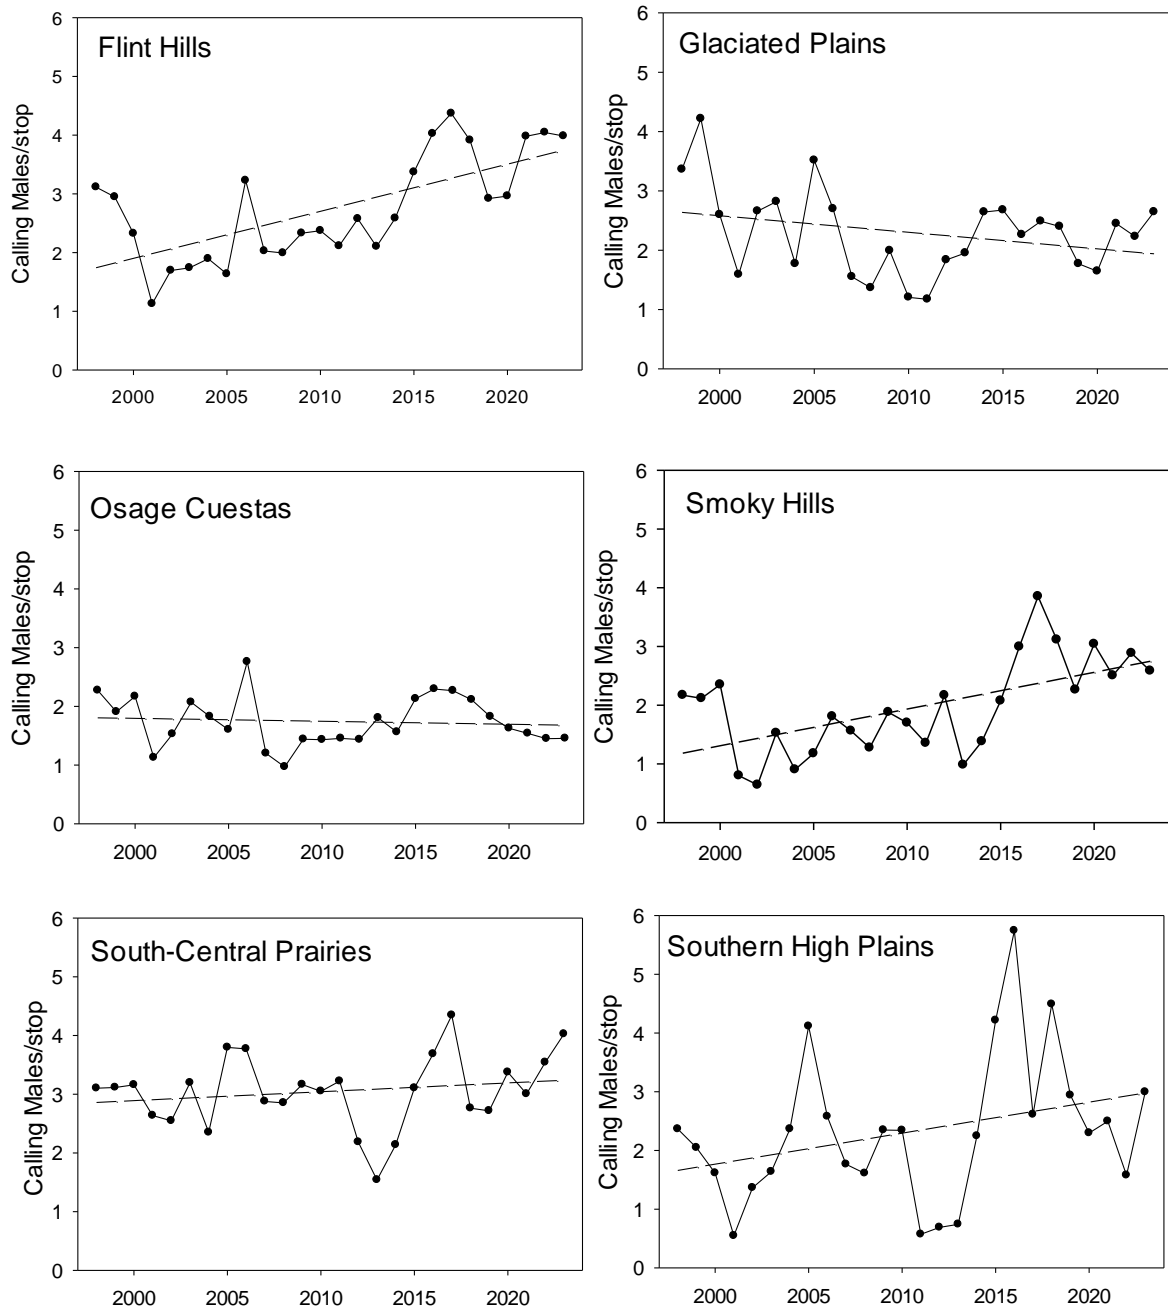 Flint Hills
Calling Males/stop
6
5
4
3
2
1
0
2000 2005 2010 2015 2020
Glaciated Plains
Calling Males/stop
6
5
4
3
2
1
0
2000 2005 2010 2015 2020
Osage Cuestas
Calling Males/stop
6
5
4
3
2
1
0
2000 2005 2010 2015 2020
Smoky Hills
Calling Males/stop
6
5
4
3
2
1
0
2000 2005 2010 2015 2020
South-Central Prairies
Calling Males/stop
6
5
4
3
2
1
0
2000 2005 2010 2015 2020
Southern High Plains
Calling Males/stop
6
5
4
3
2
1
0
2000 2005 2010 2015 2020